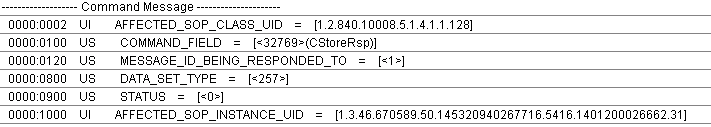 ------------------- Command Message ---------------------
0000:0002 UI AFFECTED_SOP_CLASS_UID = [1.2.840.10008.5.1.4.1.1.128]
0000:0100 US COMMAND_FIELD = [<32769>(CStoreRsp)]
0000:0120 US MESSAGE_ID_BEING_RESPONDED_TO = [<1>]
0000:0800 US DATA_SET_TYPE = [<257>]
0000:0900 US STATUS = [<0>]
0000:1000 UI AFFECTED_SOP_INSTANCE_UID = [1.3.46.670589.50.145320940267716.5416.1401200026662.31]